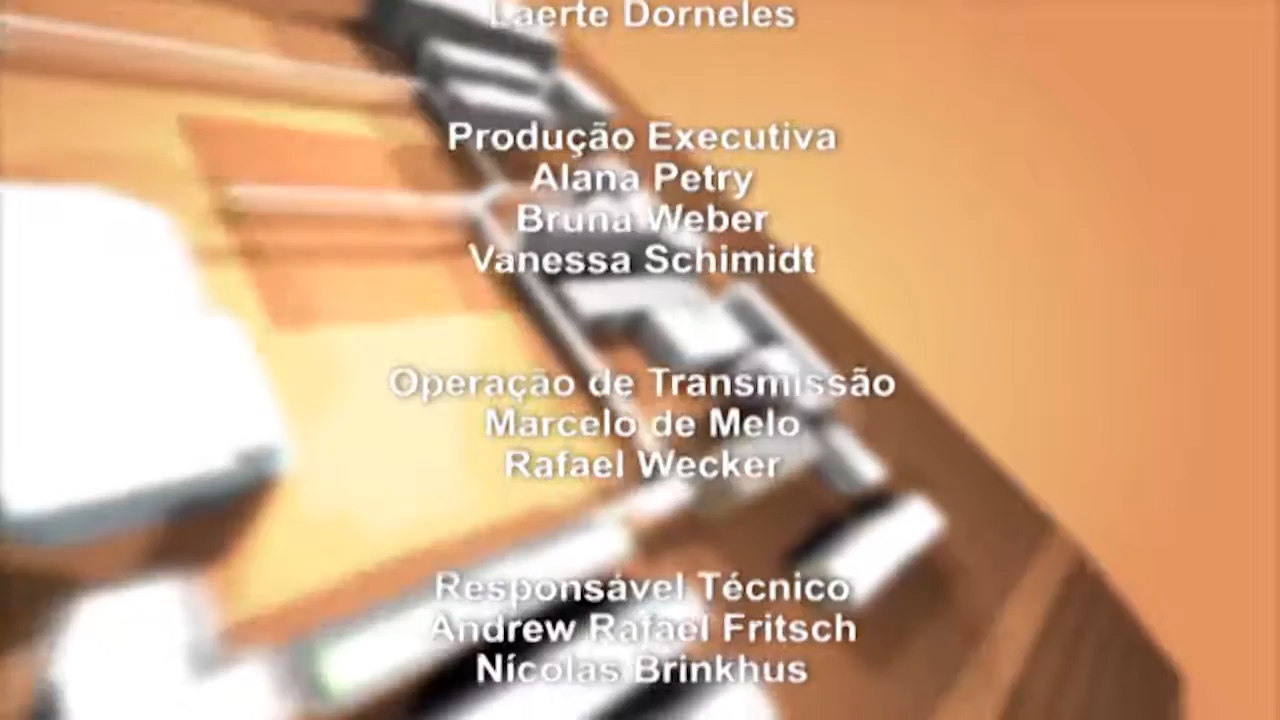 Laerte Dorneles
Produção Executiva
Alana Petry
Bruna Weber
Vanessa Schimidt
Operação de Transmissão
Marcelo de Melo
Rafael Wecker
Responsável Técnico
Andrew Rafael Fritsch
Nícolas Brinkhus